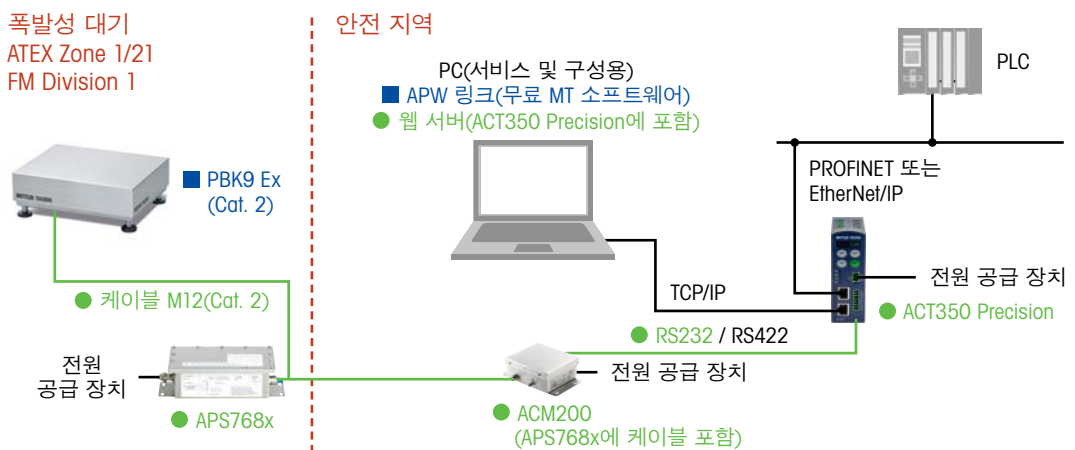 폭발성 대기
ATEX Zone 1/21
FM Division 1
안전 지역
PC(서비스 및 구성용)
APW 링크(무료 MT 소프트웨어)
웹 서버(ACT350 Precision에 포함)
PLC
PBK9 Ex
(Cat. 2)
PROFINET 또는
EtherNet/IP
케이블 M12(Cat. 2)
TCP/IP
전원 공급 장치
ACT350 Precision
RS232 / RS422
전원
공급 장치
전원 공급 장치
APS768x
ACM200
(APS768x에 케이블 포함)
METTLER TOLEDO